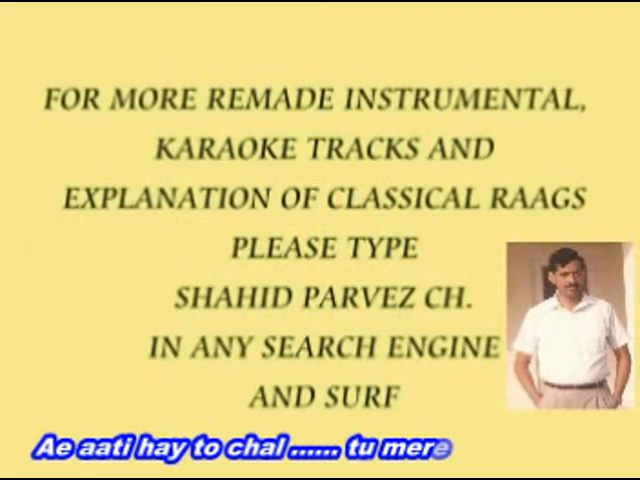 FOR MORE REMADE INSTRUMENTAL,
KARAOKE TRACKS AND
EXPLANATION OF CLASSICAL RAAGS
PLEASE TYPE
SHAHID PARVEZ CH.
IN ANY SEARCH ENGINE
AND SURF
Ae aati hay to chal ...... tu mere